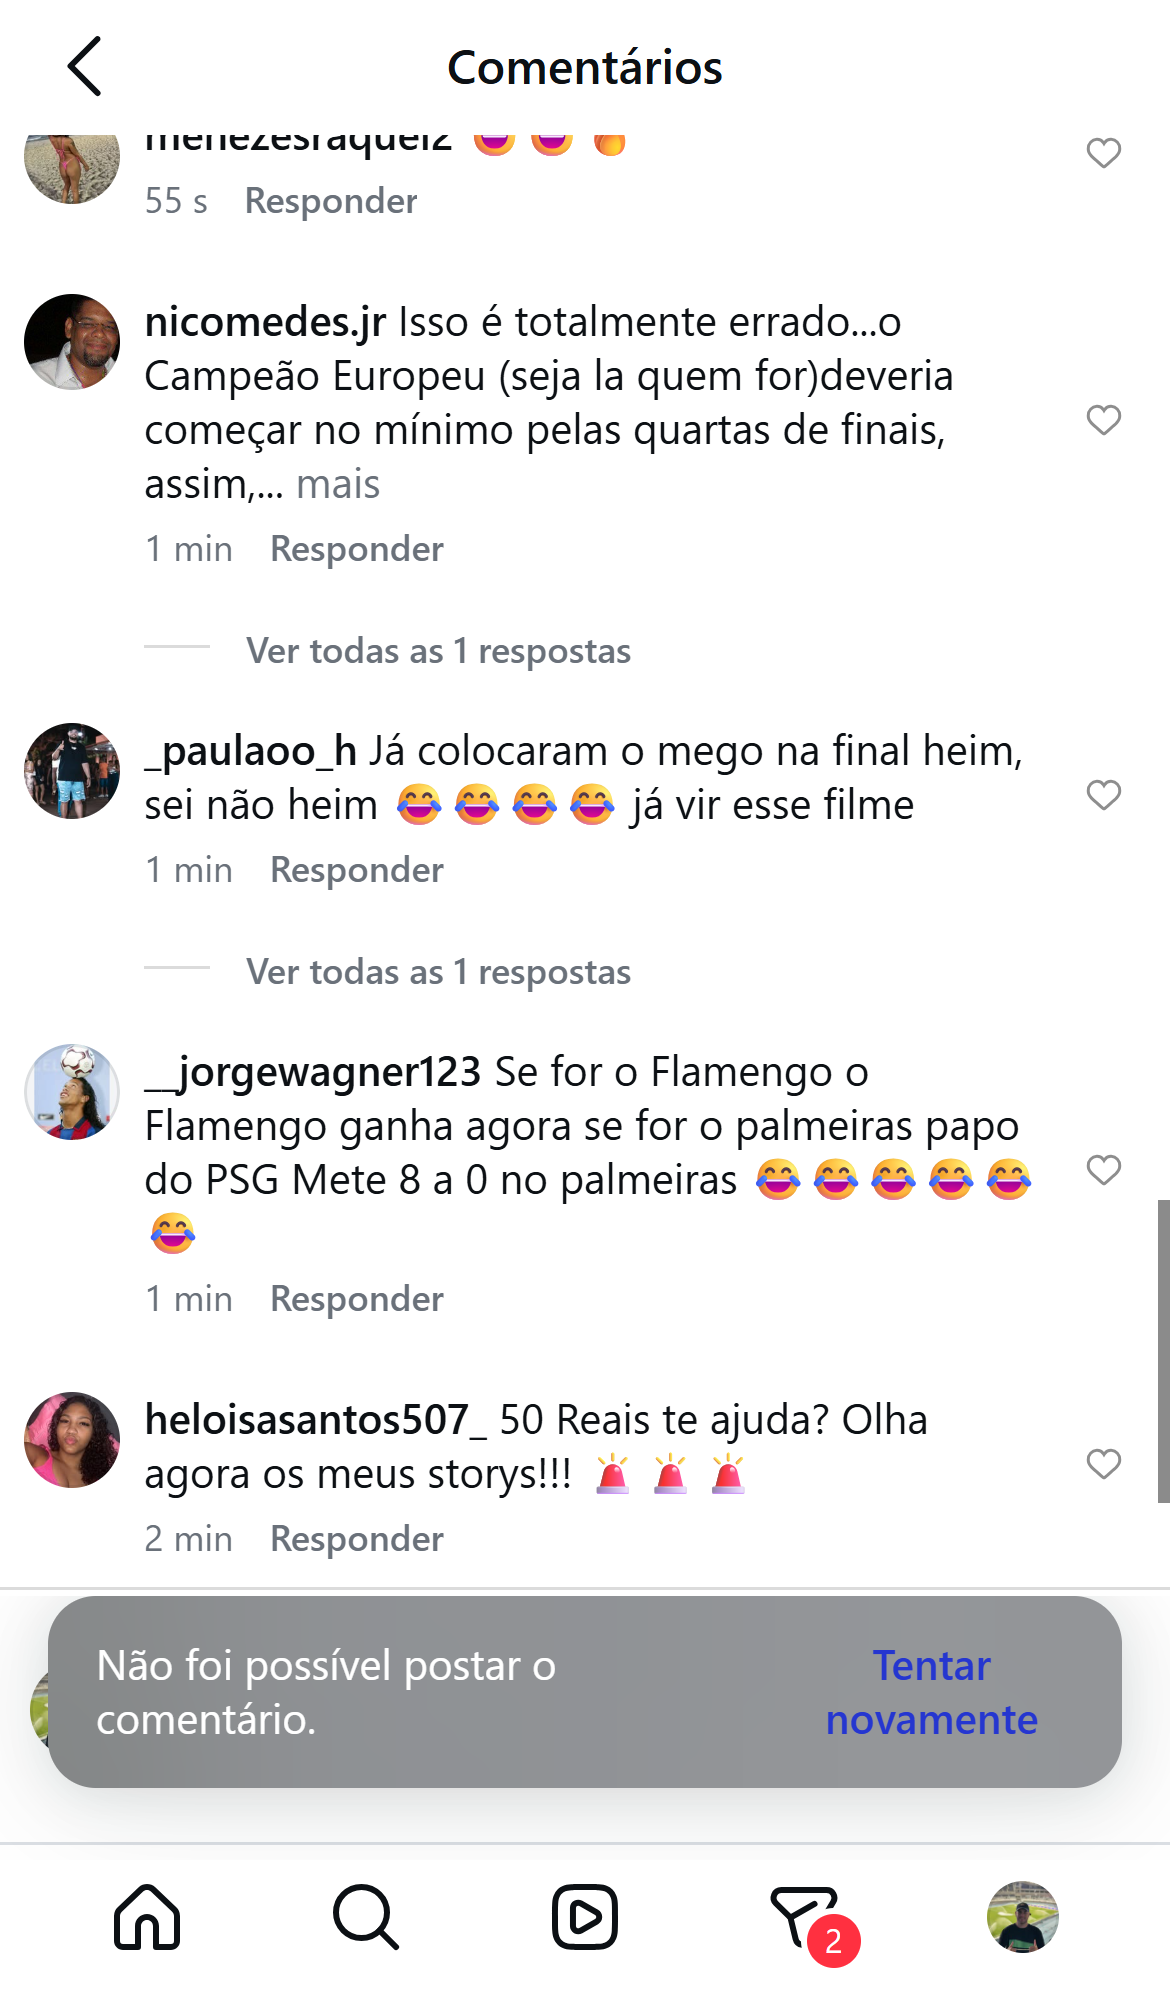 Comentários
menezesraquel2
55 s Responder
nicomedes.jr Isso é totalmente errado...o
Campeão Europeu (seja la quem for)deveria
começar no mínimo pelas quartas de finais,
assim,... mais
1 min Responder
Ver todas as 1 respostas
_paulaoo_h Já colocaram o mego na final heim,
sei não heim 😂😂😂😂 já vir esse filme
1 min Responder
Ver todas as 1 respostas
__jorgewagner123 Se for o Flamengo o
Flamengo ganha agora se for o palmeiras papo
do PSG Mete 8 a 0 no palmeiras 😂😂😂😂😂
😂
1 min Responder
heloisasantos507_ 50 Reais te ajuda? Olha
agora os meus storys!!! 🚨🚨🚨
2 min Responder
Não foi possível postar o
comentário.
Tentar
novamente
2